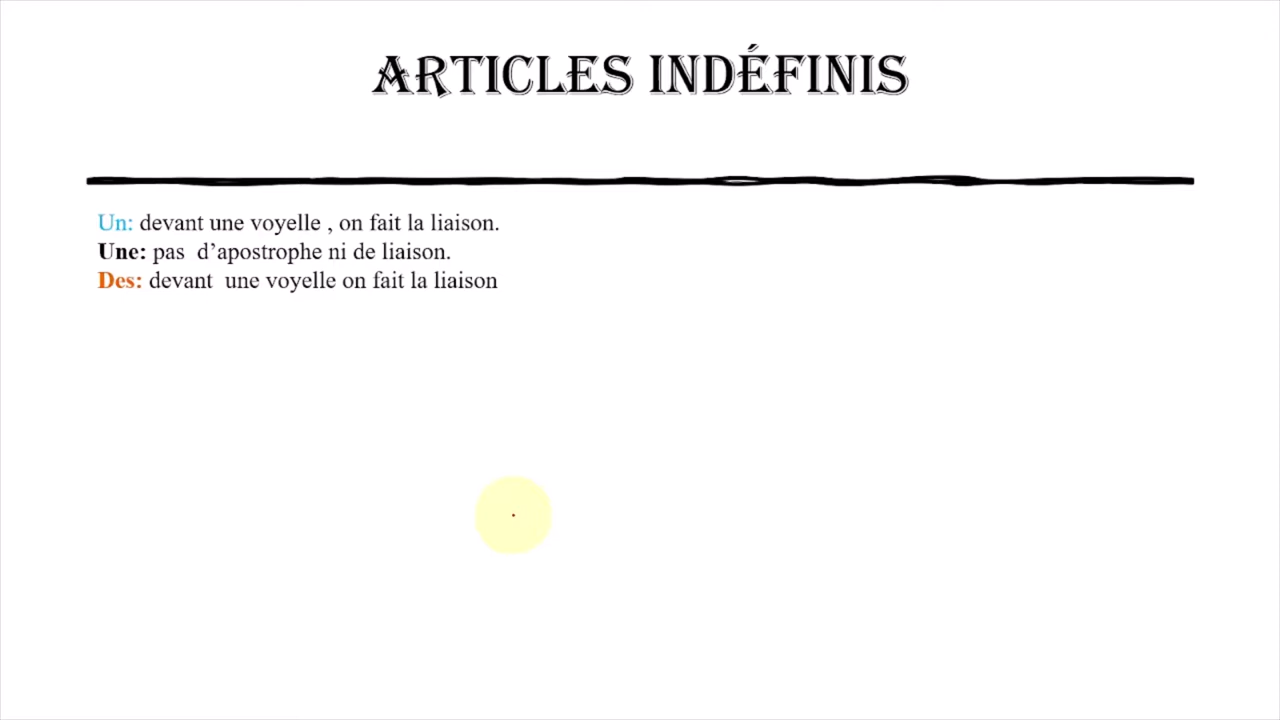 ARTICLES INDÉFINIS
Un: devant une voyelle , on fait la liaison.
Une: pas d’apostrophe ni de liaison.
Des: devant une voyelle on fait la liaison